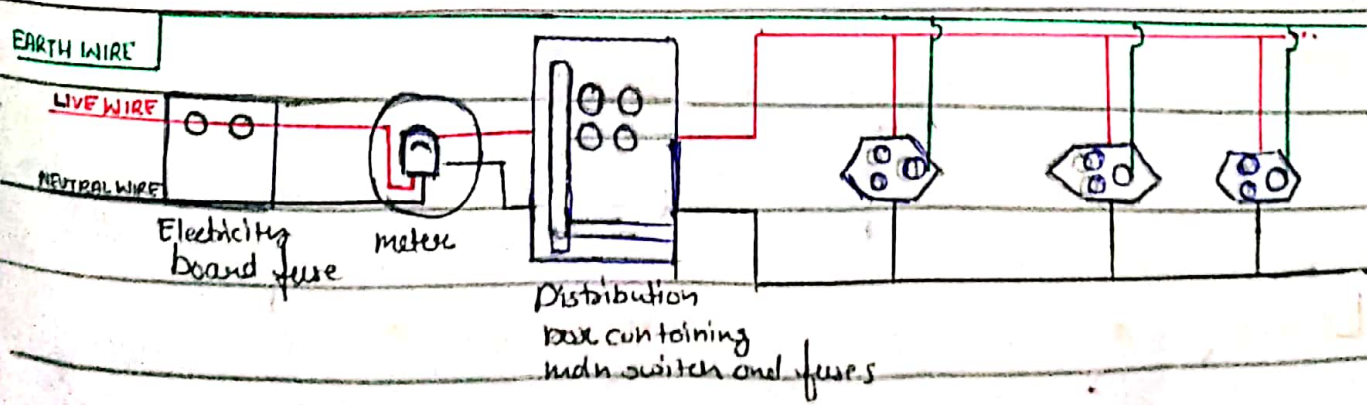 EARTH WIRE
LIVE WIRE
NEUTRAL WIRE
Electricity
board fuse
meter
Distribution
box containing
main switch and fuses